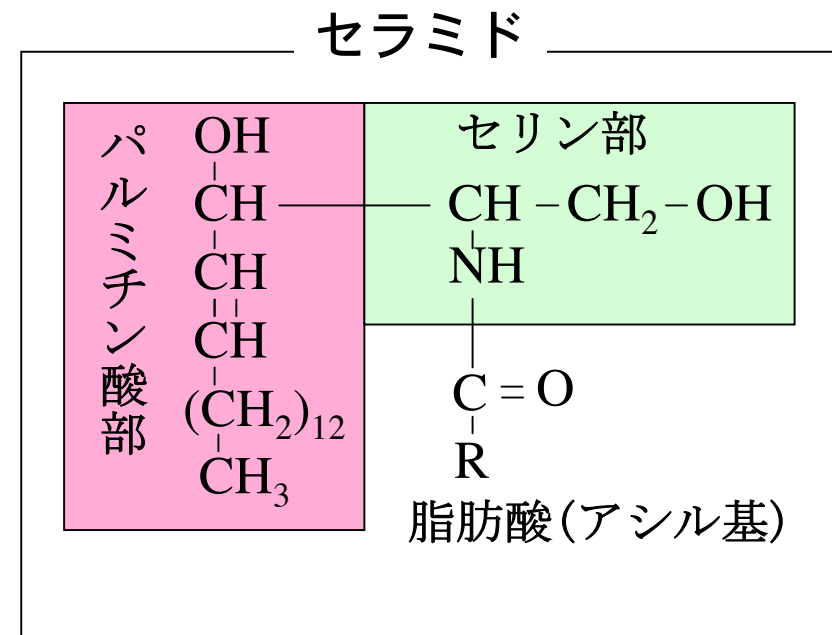 セラミド
パルミチン酸部
OH
CH
CH
CH
(CH₂)₁₂
CH₃
セリン部
CH－CH₂－OH
NH
C=O
R
脂肪酸(アシル基)